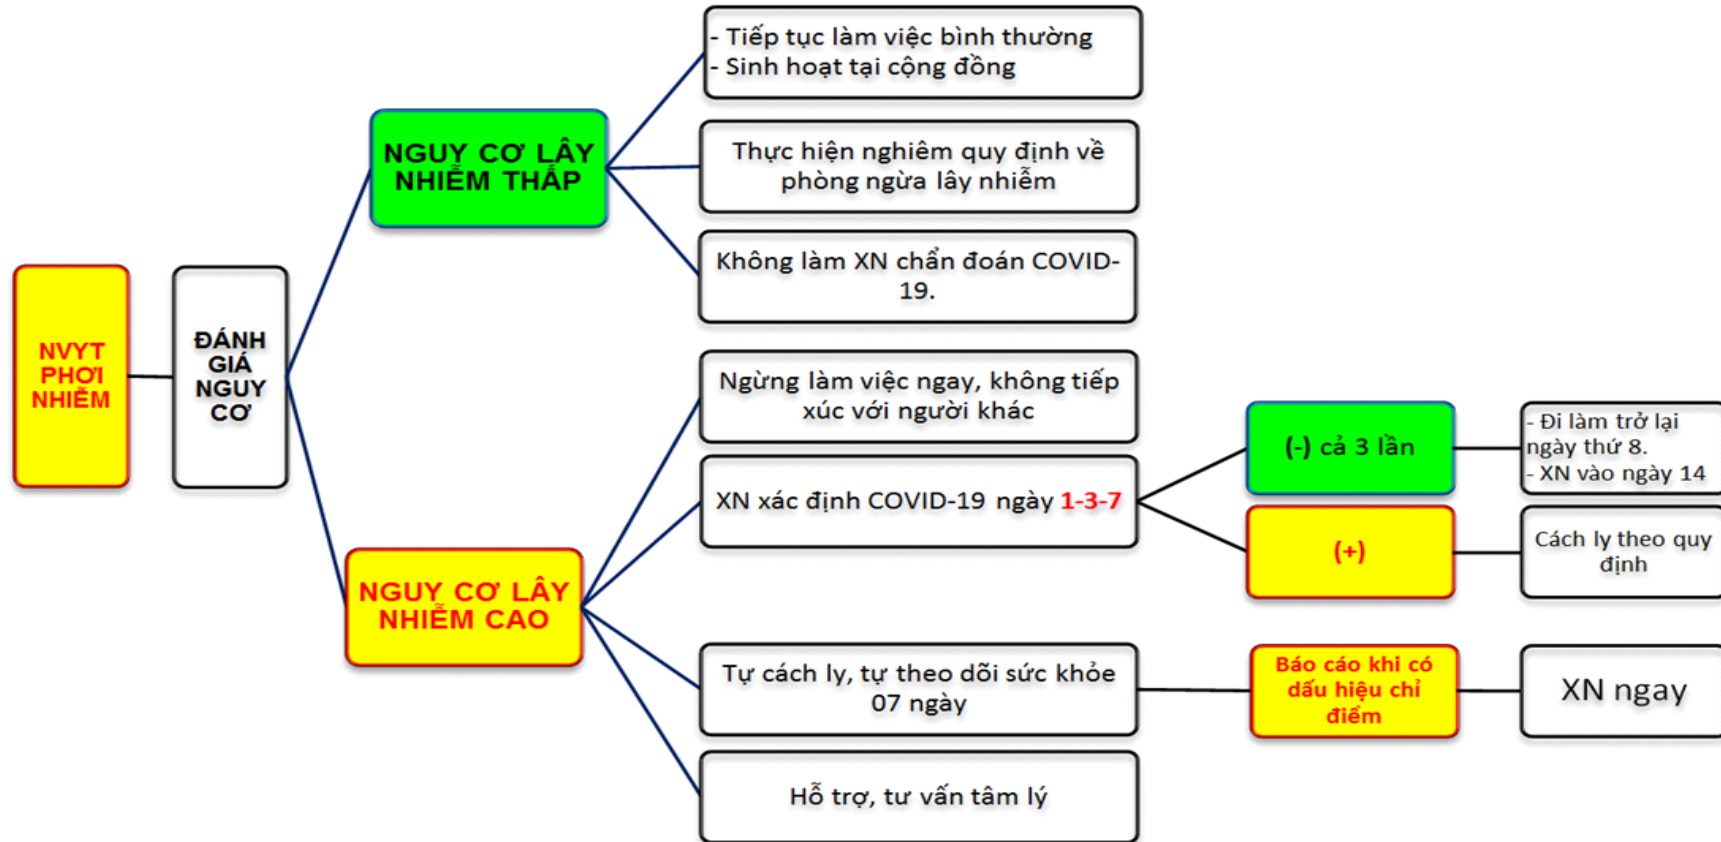 NVYT
PHƠI
NHIỄM
ĐÁNH
GIÁ
NGUY
CƠ
NGUY CƠ LÂY
NHIỄM THẤP
- Tiếp tục làm việc bình thường
- Sinh hoạt tại cộng đồng
Thực hiện nghiêm quy định về
phòng ngừa lây nhiễm
Không làm XN chẩn đoán COVID-
19.
NGUY CƠ LÂY
NHIỄM CAO
Ngừng làm việc ngay, không tiếp
xúc với người khác
XN xác định COVID-19 ngày 1-3-7
(-) cả 3 lần
- Đi làm trở lại
ngày thứ 8.
- XN vào ngày 14
(+)
Cách ly theo quy
định
Tự cách ly, tự theo dõi sức khỏe
07 ngày
Báo cáo khi có
dấu hiệu chỉ
điểm
XN ngay
Hỗ trợ, tư vấn tâm lý